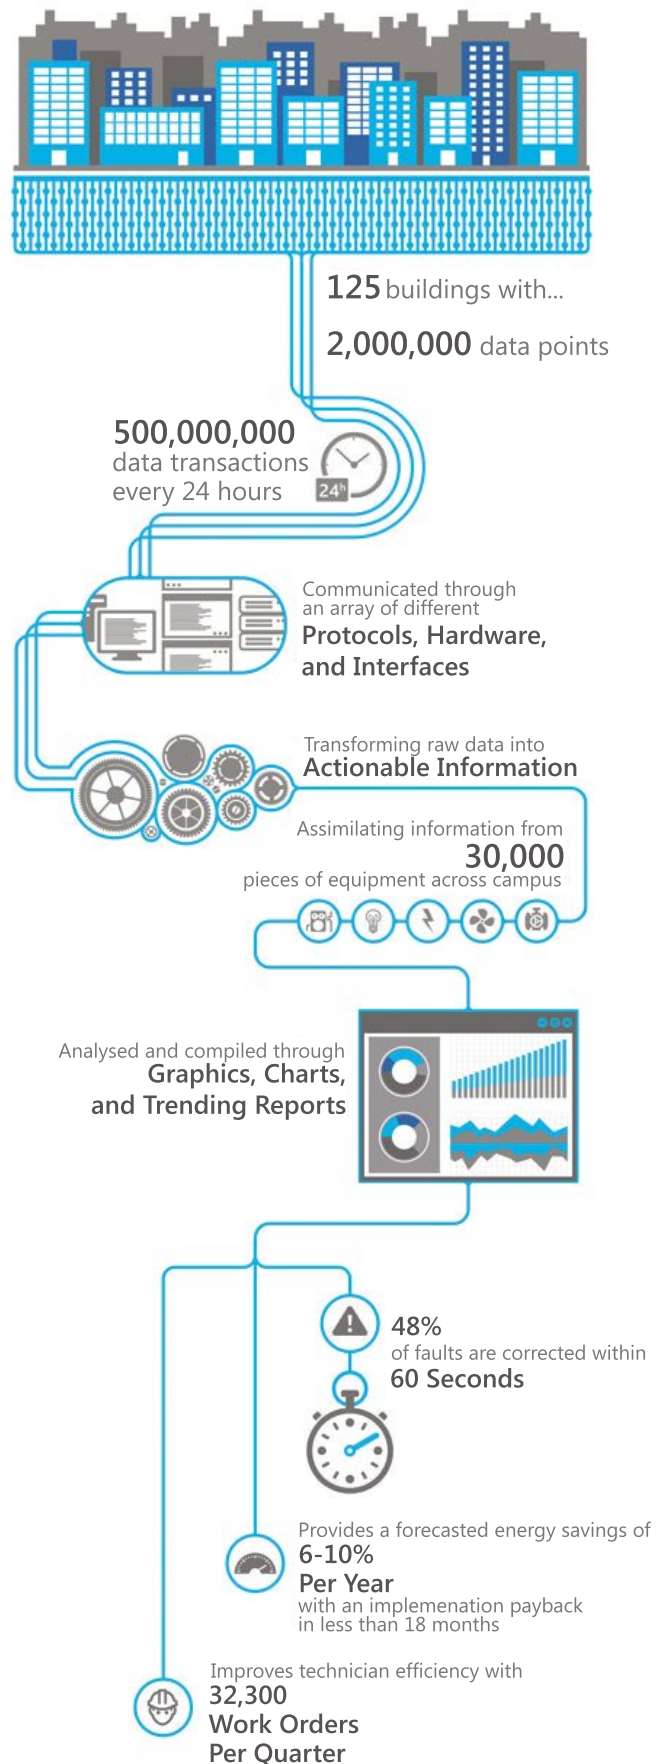 125 buildings with...
2,000,000 data points
500,000,000
data transactions
every 24 hours
24h
Communicated through
an array of different
Protocols, Hardware,
and Interfaces
Transforming raw data into
Actionable Information
Assimilating information from
30,000
pieces of equipment across campus
Analysed and compiled through
Graphics, Charts,
and Trending Reports
48%
of faults are corrected within
60 Seconds
Provides a forecasted energy savings of
6-10%
Per Year
with an implemenation payback
in less than 18 months
Improves technician efficiency with
32,300
Work Orders
Per Quarter